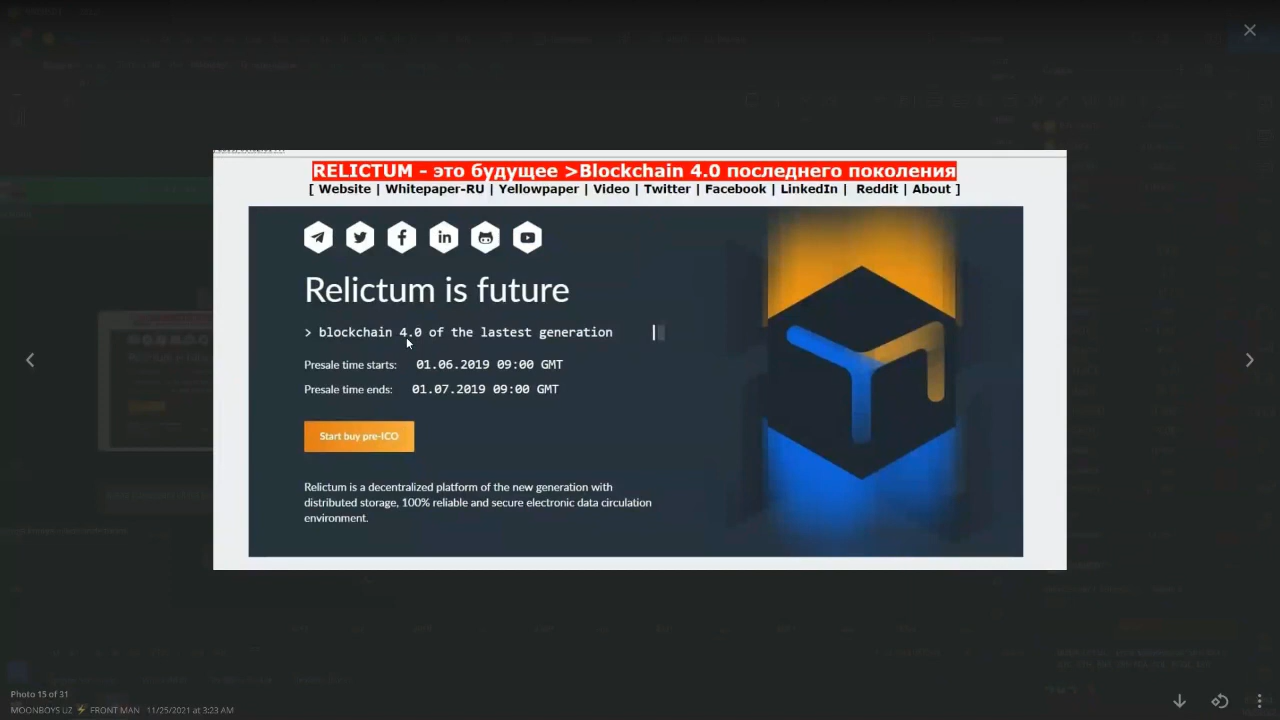 RELICTUM - это будущее >Blockchain 4.0 последнего поколения
[ Website | Whitepaper-RU | Yellowpaper | Video | Twitter | Facebook | LinkedIn | Reddit | About ]
Relictum is future
> blockchain 4.0 of the lastest generation
Presale time starts: 01.06.2019 09:00 GMT
Presale time ends: 01.07.2019 09:00 GMT
Start buy pre-ICO
Relictum is a decentralized platform of the new generation with
distributed storage, 100% reliable and secure electronic data circulation
environment.
Photo 15 of 31
MOONBOYS UZ ⚡ FRONT MAN 11/25/2021 at 3:23 AM